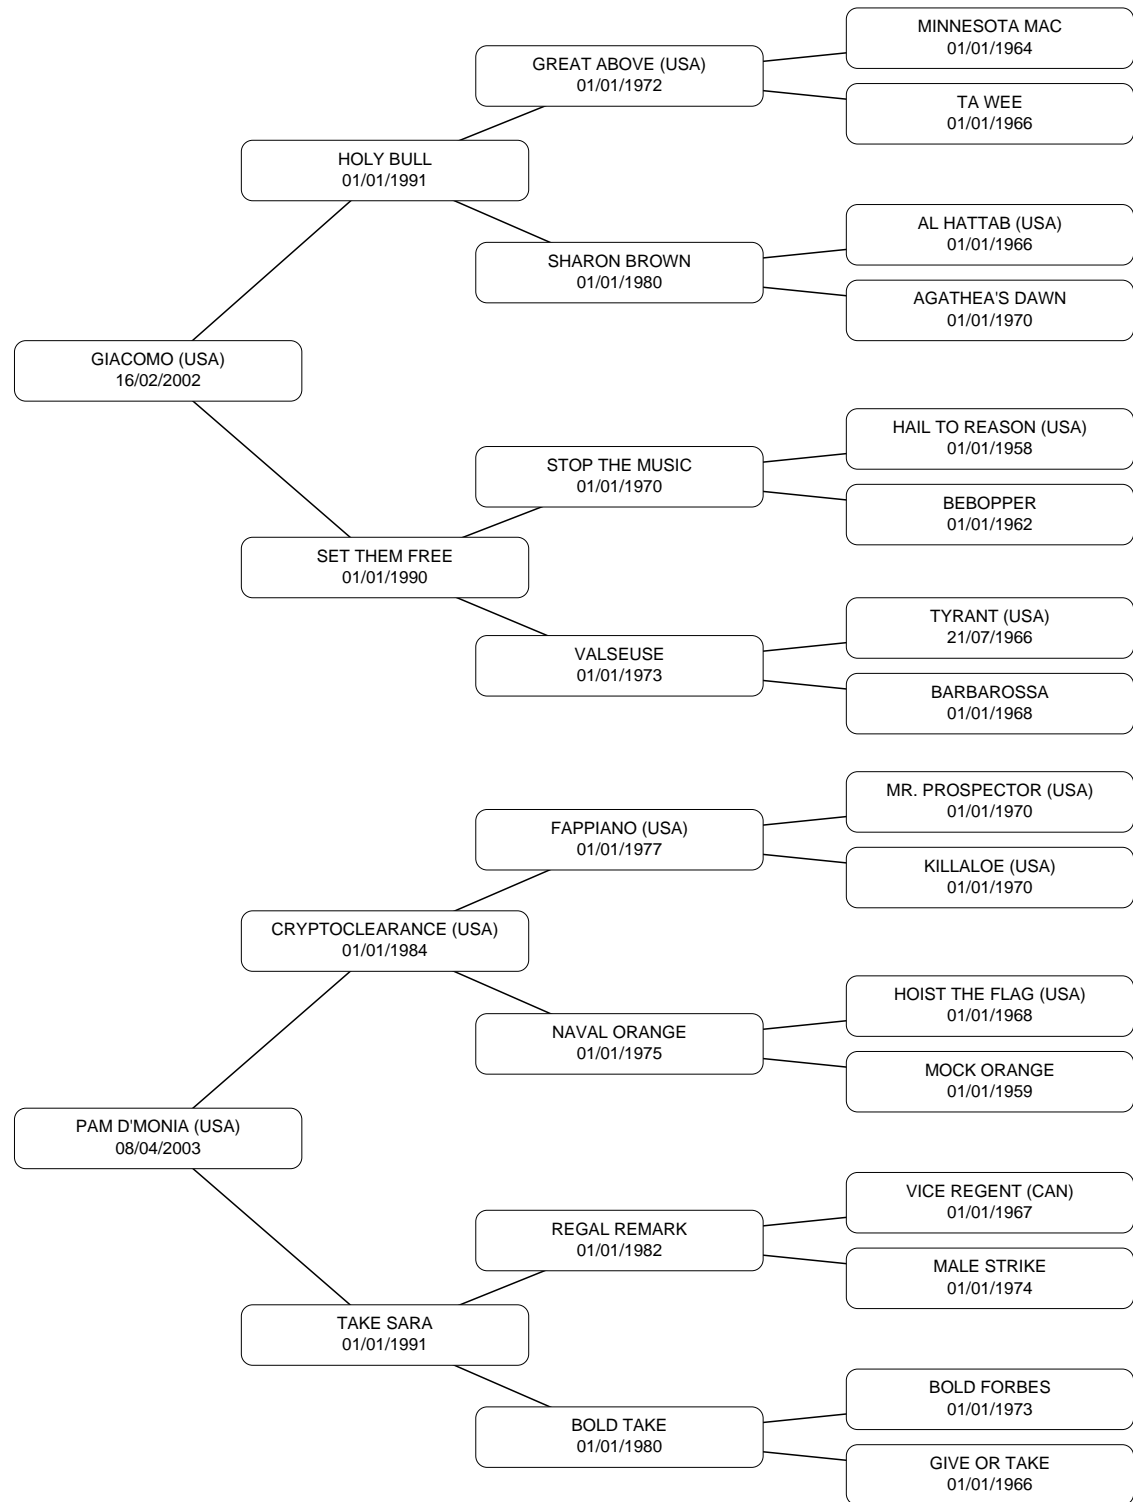 MINNESOTA MAC
01/01/1964
GREAT ABOVE (USA)
01/01/1972
TA WEE
01/01/1966
HOLY BULL
01/01/1991
AL HATTAB (USA)
01/01/1966
SHARON BROWN
01/01/1980
AGATHEA'S DAWN
01/01/1970
GIACOMO (USA)
16/02/2002
HAIL TO REASON (USA)
01/01/1958
STOP THE MUSIC
01/01/1970
BEBOPPER
01/01/1962
SET THEM FREE
01/01/1990
TYRANT (USA)
21/07/1966
VALSEUSE
01/01/1973
BARBAROSSA
01/01/1968
MR. PROSPECTOR (USA)
01/01/1970
FAPPIANO (USA)
01/01/1977
KILLALOE (USA)
01/01/1970
CRYPTOCLEARANCE (USA)
01/01/1984
HOIST THE FLAG (USA)
01/01/1968
NAVAL ORANGE
01/01/1975
MOCK ORANGE
01/01/1959
PAM D'MONIA (USA)
08/04/2003
VICE REGENT (CAN)
01/01/1967
REGAL REMARK
01/01/1982
MALE STRIKE
01/01/1974
TAKE SARA
01/01/1991
BOLD FORBES
01/01/1973
BOLD TAKE
01/01/1980
GIVE OR TAKE
01/01/1966